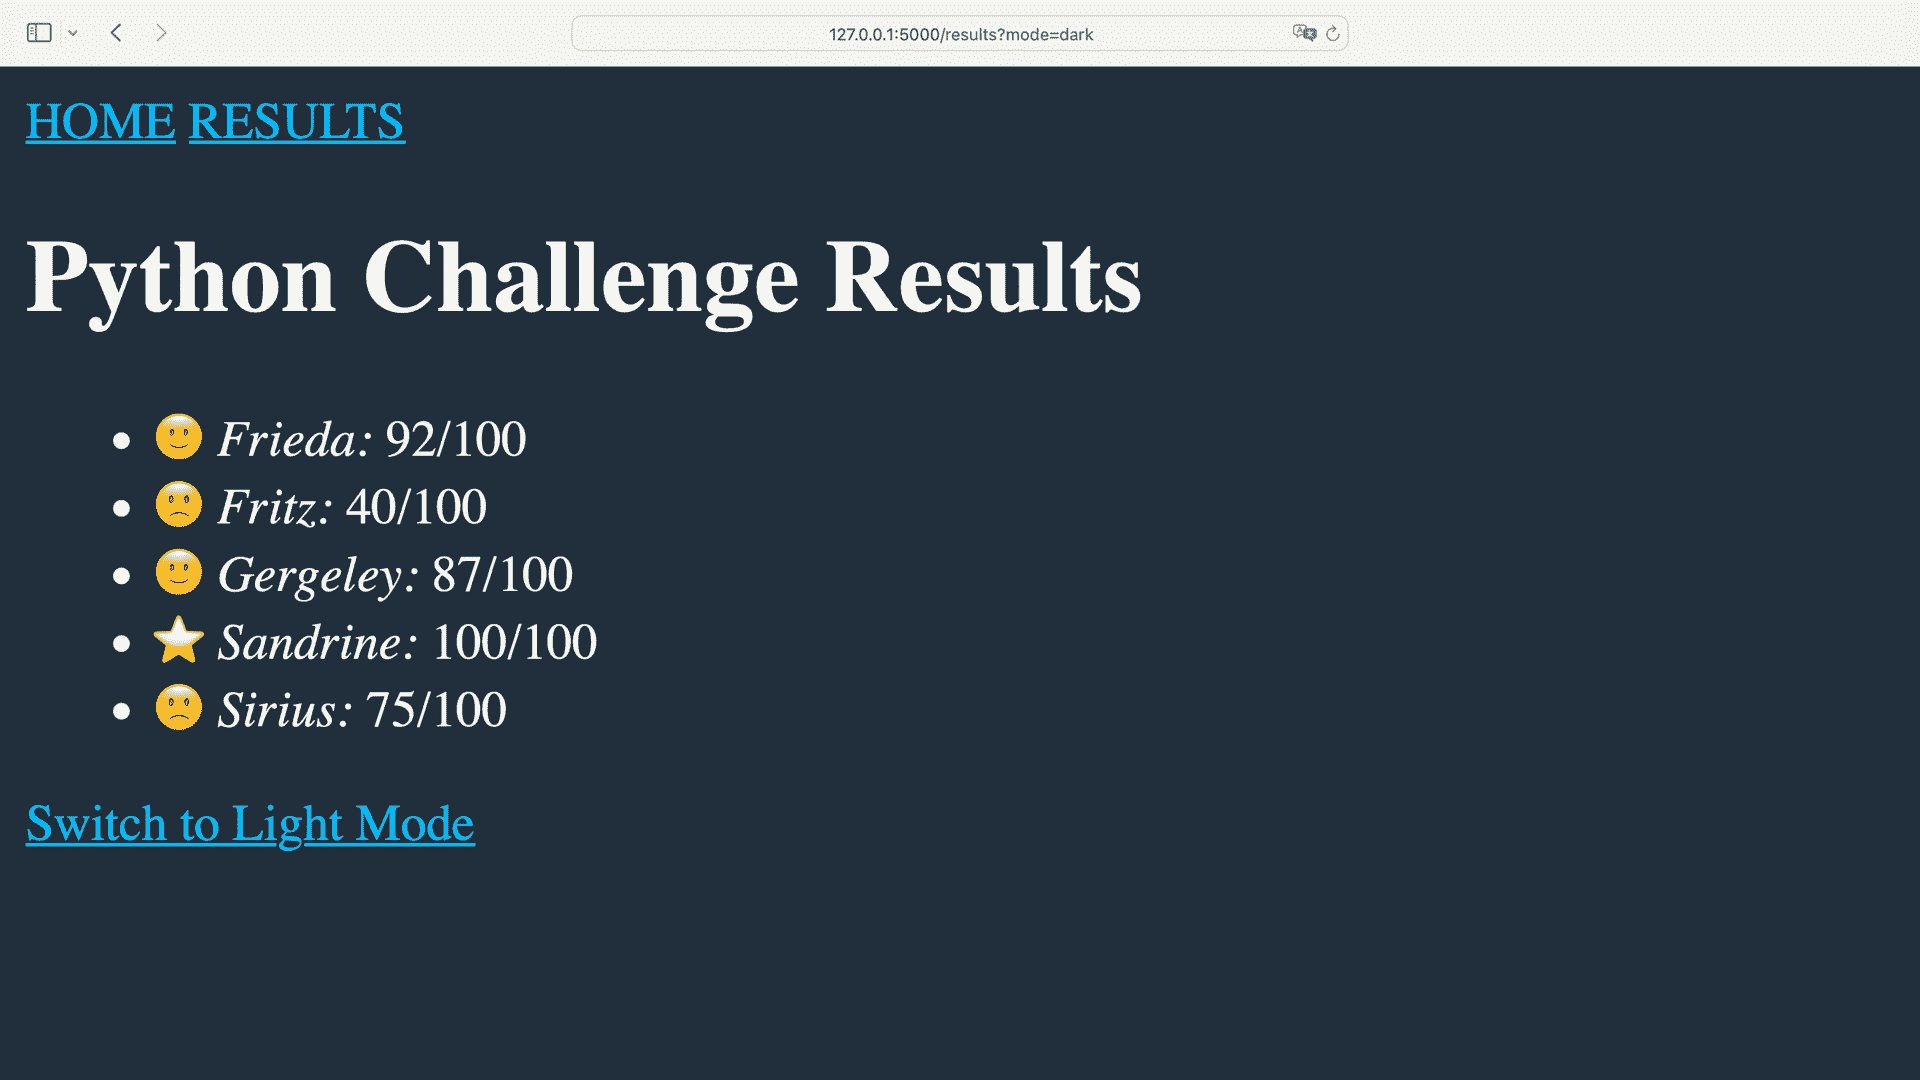 127.0.0.1:5000/results?mode=dark
HOME RESULTS
Python Challenge Results
• 🙂 Frieda: 92/100
• 🙁 Fritz: 40/100
• 🙂 Gergeley: 87/100
• ⭐ Sandrine: 100/100
• 🙁 Sirius: 75/100
Switch to Light Mode